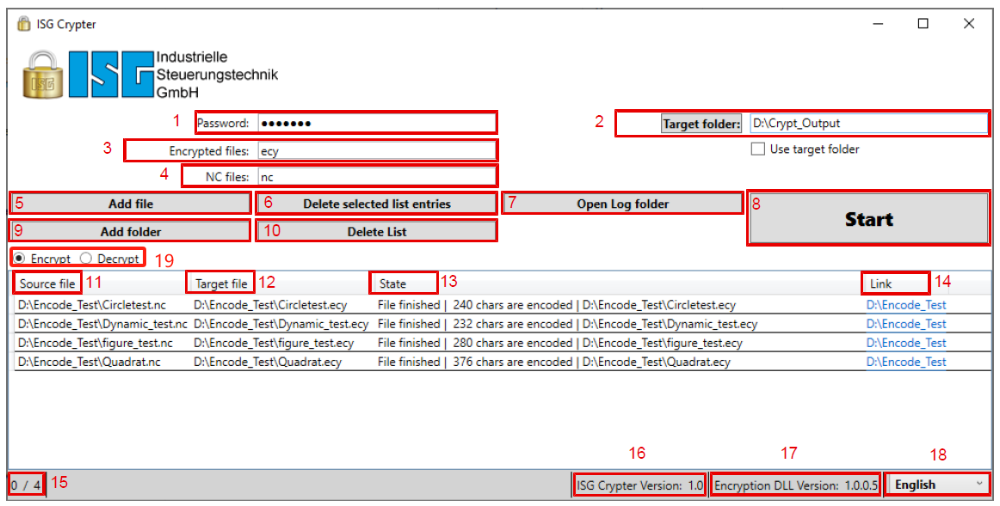 ISG Crypter
ISG ISG Industrielle
Steuerungstechnik
GmbH
1 Password: ●●●●●●● 2 Target folder: D:\Crypt_Output
3 Encrypted files: ecy Use target folder
4 NC files: nc
5 Add file 6 Delete selected list entries 7 Open Log folder 8 Start
9 Add folder 10 Delete List
Encrypt Decrypt 19
Source file 11 Target file 12 State 13 Link 14
D:\Encode_Test\Circletest.nc D:\Encode_Test\Circletest.ecy File finished | 240 chars are encoded | D:\Encode_Test\Circletest.ecy D:\Encode_Test
D:\Encode_Test\Dynamic_test.nc D:\Encode_Test\Dynamic_test.ecy File finished | 232 chars are encoded | D:\Encode_Test\Dynamic_test.ecy D:\Encode_Test
D:\Encode_Test\figure_test.nc D:\Encode_Test\figure_test.ecy File finished | 280 chars are encoded | D:\Encode_Test\figure_test.ecy D:\Encode_Test
D:\Encode_Test\Quadrat.nc D:\Encode_Test\Quadrat.ecy File finished | 376 chars are encoded | D:\Encode_Test\Quadrat.ecy D:\Encode_Test
16 17 18
0 / 4 15 ISG Crypter Version: 1.0 Encryption DLL Version: 1.0.0.5 English